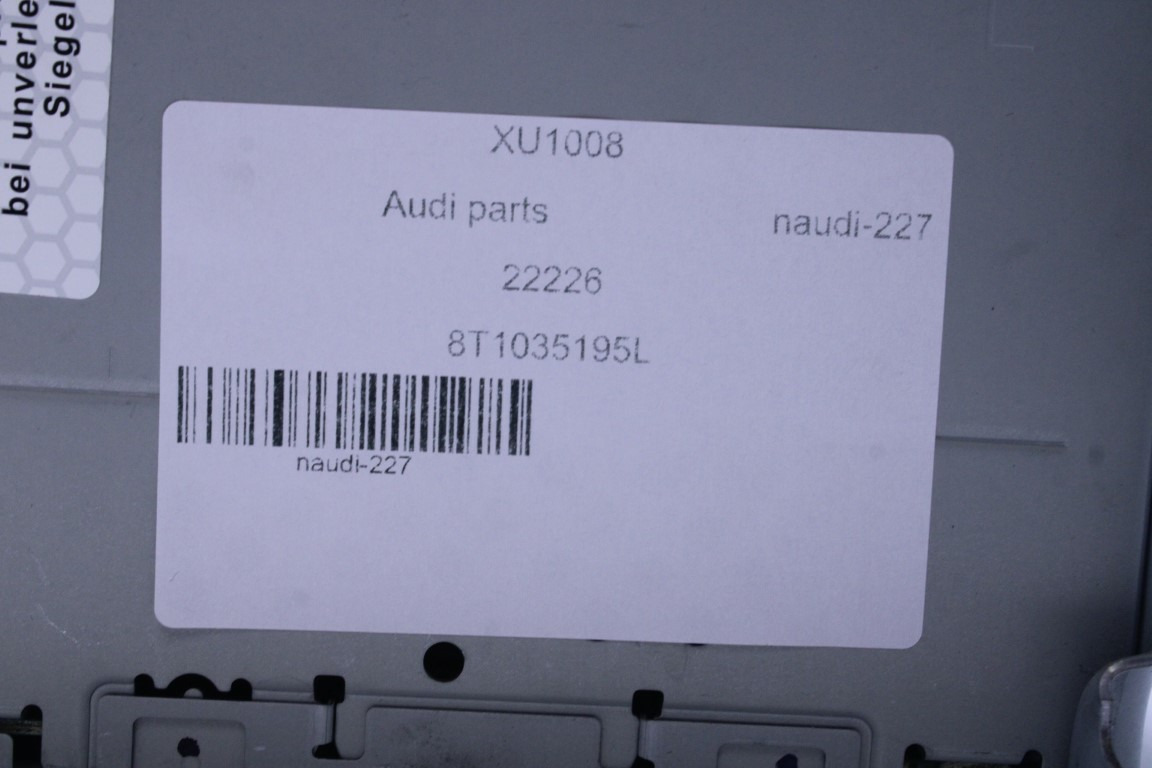 bei unverle
Siegel
XU1008
Audi parts
naudi-227
22226
8T1035195L
naudi-227